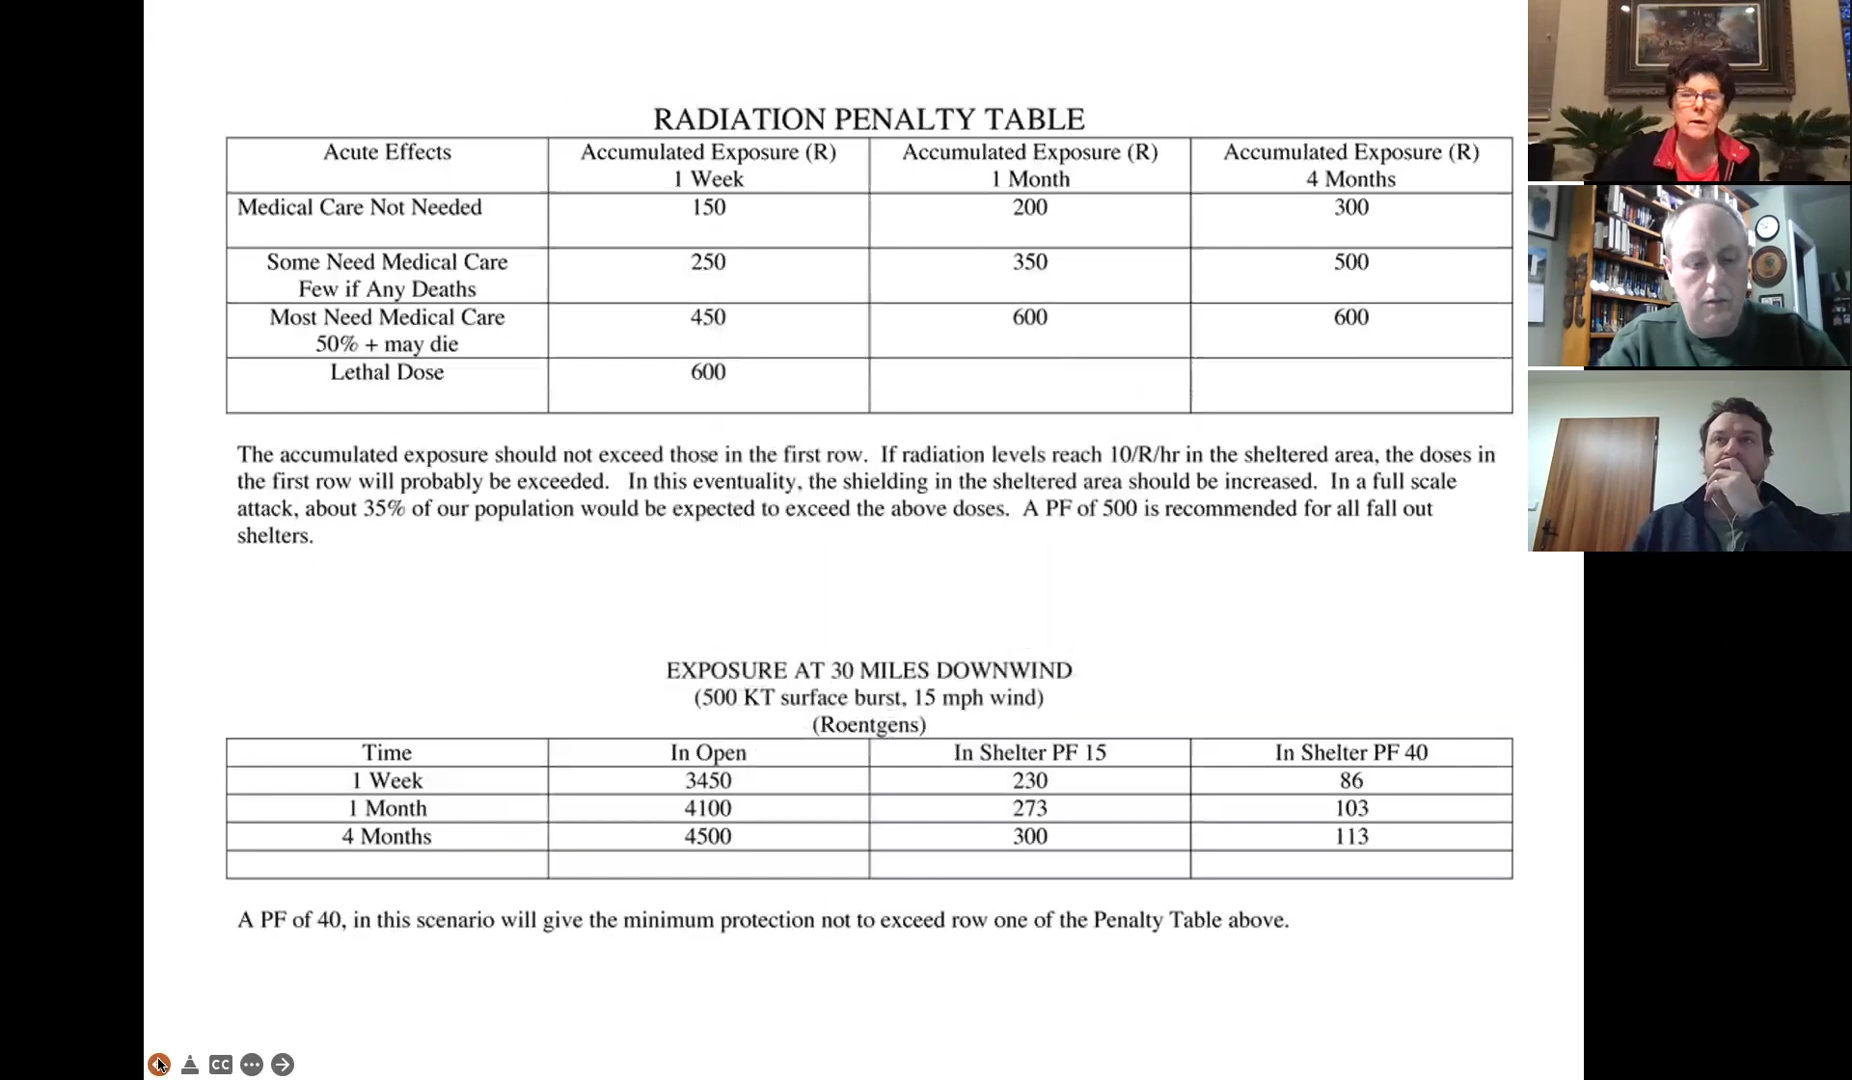 RADIATION PENALTY TABLE
Acute Effects
Accumulated Exposure (R)
1 Week
Accumulated Exposure (R)
1 Month
Accumulated Exposure (R)
4 Months
Medical Care Not Needed
150
200
300
Some Need Medical Care
Few if Any Deaths
250
350
500
Most Need Medical Care
50% + may die
450
600
600
Lethal Dose
600
The accumulated exposure should not exceed those in the first row. If radiation levels reach 10/R/hr in the sheltered area, the doses in
the first row will probably be exceeded. In this eventuality, the shielding in the sheltered area should be increased. In a full scale
attack, about 35% of our population would be expected to exceed the above doses. A PF of 500 is recommended for all fall out
shelters.
EXPOSURE AT 30 MILES DOWNWIND
(500 KT surface burst, 15 mph wind)
(Roentgens)
Time
In Open
In Shelter PF 15
In Shelter PF 40
1 Week
3450
230
86
1 Month
4100
273
103
4 Months
4500
300
113
A PF of 40, in this scenario will give the minimum protection not to exceed row one of the Penalty Table above.
CC